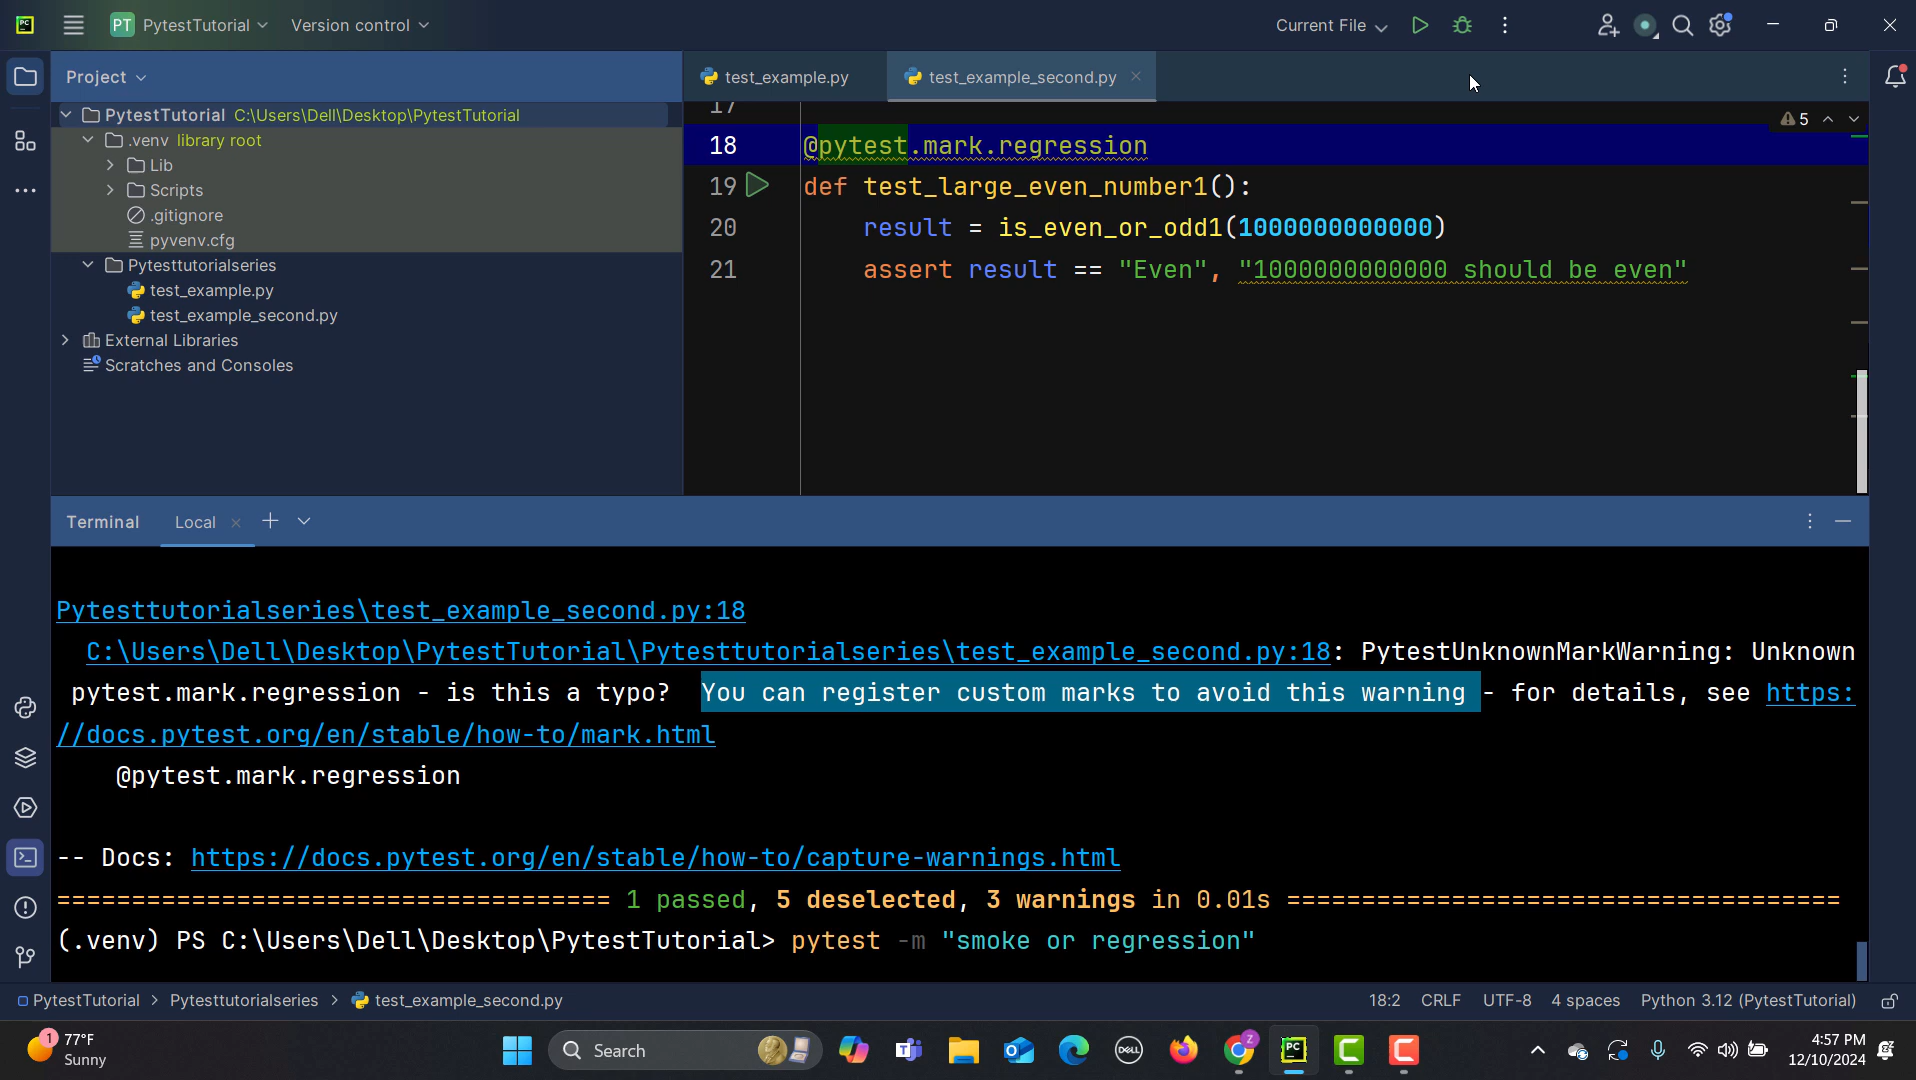 PC
PT PytestTutorial Version control
Current File
Project
test_example.py
test_example_second.py
PytestTutorial C:\Users\Dell\Desktop\PytestTutorial
.venv library root
Lib
Scripts
.gitignore
pyvenv.cfg
Pytesttutorialseries
test_example.py
test_example_second.py
External Libraries
Scratches and Consoles
17
5
18 @pytest.mark.regression
19 def test_large_even_number1():
20 result = is_even_or_odd1(1000000000000)
21 assert result == "Even", "1000000000000 should be even"
Terminal Local
Pytesttutorialseries\test_example_second.py:18
C:\Users\Dell\Desktop\PytestTutorial\Pytesttutorialseries\test_example_second.py:18: PytestUnknownMarkWarning: Unknown
pytest.mark.regression - is this a typo?  You can register custom marks to avoid this warning - for details, see https:
//docs.pytest.org/en/stable/how-to/mark.html
@pytest.mark.regression
-- Docs: https://docs.pytest.org/en/stable/how-to/capture-warnings.html
===================================== 1 passed, 5 deselected, 3 warnings in 0.01s =====================================
(.venv) PS C:\Users\Dell\Desktop\PytestTutorial> pytest -m "smoke or regression"
PytestTutorial > Pytesttutorialseries > test_example_second.py
18:2 CRLF UTF-8 4 spaces Python 3.12 (PytestTutorial)
1
77°F
Sunny
Search
DELL
Z
PC
4:57 PM
12/10/2024